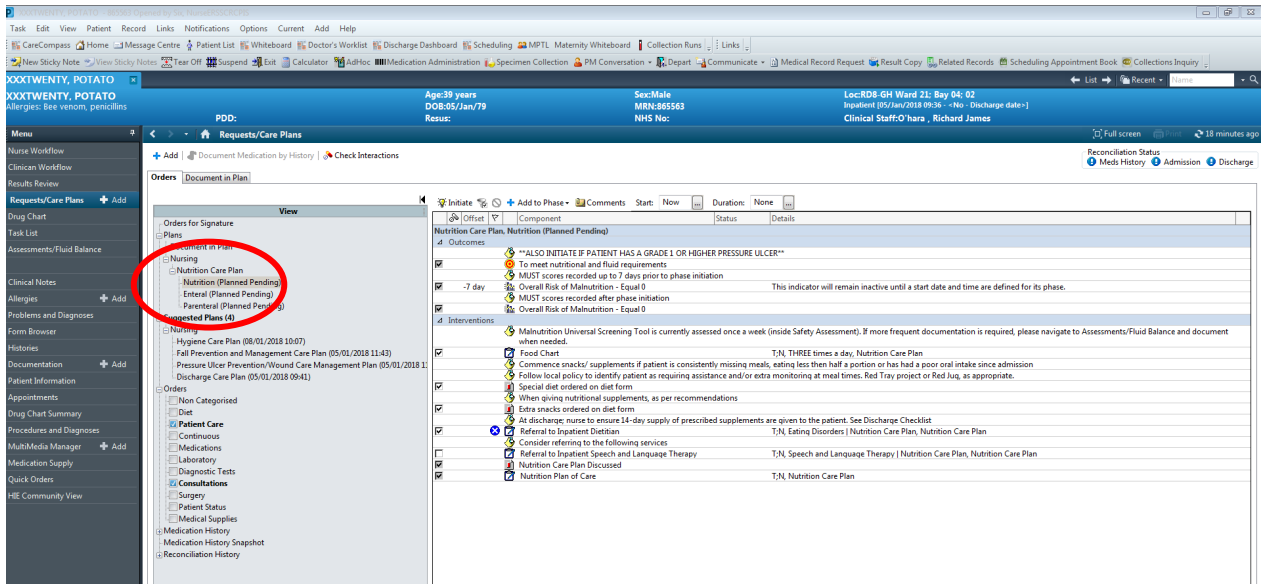 XXXTWENTY, POTATO - 865563 Opened by
Task Edit View Patient Record Links Notifications Options Current Add Help
CareCompass Home Message Centre Patient List Whiteboard Doctor's Worklist Discharge Dashboard Scheduling MPTL Maternity Whiteboard Collection Runs Links
New Sticky Note View Sticky Notes Tear Off Suspend Exit Calculator AdHoc Medication Administration Specimen Collection PM Conversation Depart Communicate Medical Record Request Result Copy Related Records Scheduling Appointment Book Collections Inquiry
XXXTWENTY, POTATO List Recent Name
XXXTWENTY, POTATO Age:39 years Sex:Male Loc:RD8-GH Ward 21; Bay 04; 02
Allergies: Bee venom, penicillins DOB:05/Jan/79 MRN:865563 Inpatient [05/Jan/2018 09:36 - <No - Discharge date>]
PDD: Resus: NHS No: Clinical Staff:O'hara , Richard James
Menu Requests/Care Plans Full screen Print 18 minutes ago
Nurse Workflow
Clinican Workflow
Results Review
Requests/Care Plans Add
Drug Chart
Task List
Assessments/Fluid Balance
Clinical Notes
Allergies Add
Problems and Diagnoses
Form Browser
Histories
Documentation Add
Patient Information
Appointments
Drug Chart Summary
Procedures and Diagnoses
MultiMedia Manager Add
Medication Supply
Quick Orders
HIE Community View
Add Document Medication by History Check Interactions
Reconciliation Status
Meds History Admission Discharge
Orders Document in Plan
View
Orders for Signature
Plans
Document in Plan
Nursing
Nutrition Care Plan
Nutrition (Planned Pending)
Enteral (Planned Pending)
Parenteral (Planned Pending)
Suggested Plans (4)
Nursing
Hygiene Care Plan (08/01/2018 10:07)
Fall Prevention and Management Care Plan (05/01/2018 11:43)
Pressure Ulcer Prevention/Wound Care Management Plan (05/01/2018 11:
Discharge Care Plan (05/01/2018 09:41)
Orders
Non Categorised
Diet
Patient Care
Continuous
Medications
Laboratory
Diagnostic Tests
Consultations
Surgery
Patient Status
Medical Supplies
Medication History
Medication History Snapshot
Reconciliation History
Initiate Add to Phase Comments Start: Now ... Duration: None ...
Offset Component Status Details
Nutrition Care Plan, Nutrition (Planned Pending)
Outcomes
**ALSO INITIATE IF PATIENT HAS A GRADE 1 OR HIGHER PRESSURE ULCER**
To meet nutritional and fluid requirements
MUST scores recorded up to 7 days prior to phase initiation
-7 day Overall Risk of Malnutrition - Equal 0 This indicator will remain inactive until a start date and time are defined for its phase.
MUST scores recorded after phase initiation
Overall Risk of Malnutrition - Equal 0
Interventions
Malnutrition Universal Screening Tool is currently assessed once a week (inside Safety Assessment). If more frequent documentation is required, please navigate to Assessments/Fluid Balance and document
when needed.
Food Chart T;N, THREE times a day, Nutrition Care Plan
Commence snacks/ supplements if patient is consistently missing meals, eating less then half a portion or has had a poor oral intake since admission
Follow local policy to identify patient as requiring assistance and/or extra monitoring at meal times. Red Tray project or Red Jug, as appropriate.
Special diet ordered on diet form
When giving nutritional supplements, as per recommendations
Extra snacks ordered on diet form
At discharge; nurse to ensure 14-day supply of prescribed supplements are given to the patient. See Discharge Checklist
Referral to Inpatient Dietitian T;N, Eating Disorders | Nutrition Care Plan, Nutrition Care Plan
Consider referring to the following services
Referral to Inpatient Speech and Language Therapy T;N, Speech and Language Therapy | Nutrition Care Plan, Nutrition Care Plan
Nutrition Care Plan Discussed
Nutrition Plan of Care T;N, Nutrition Care Plan